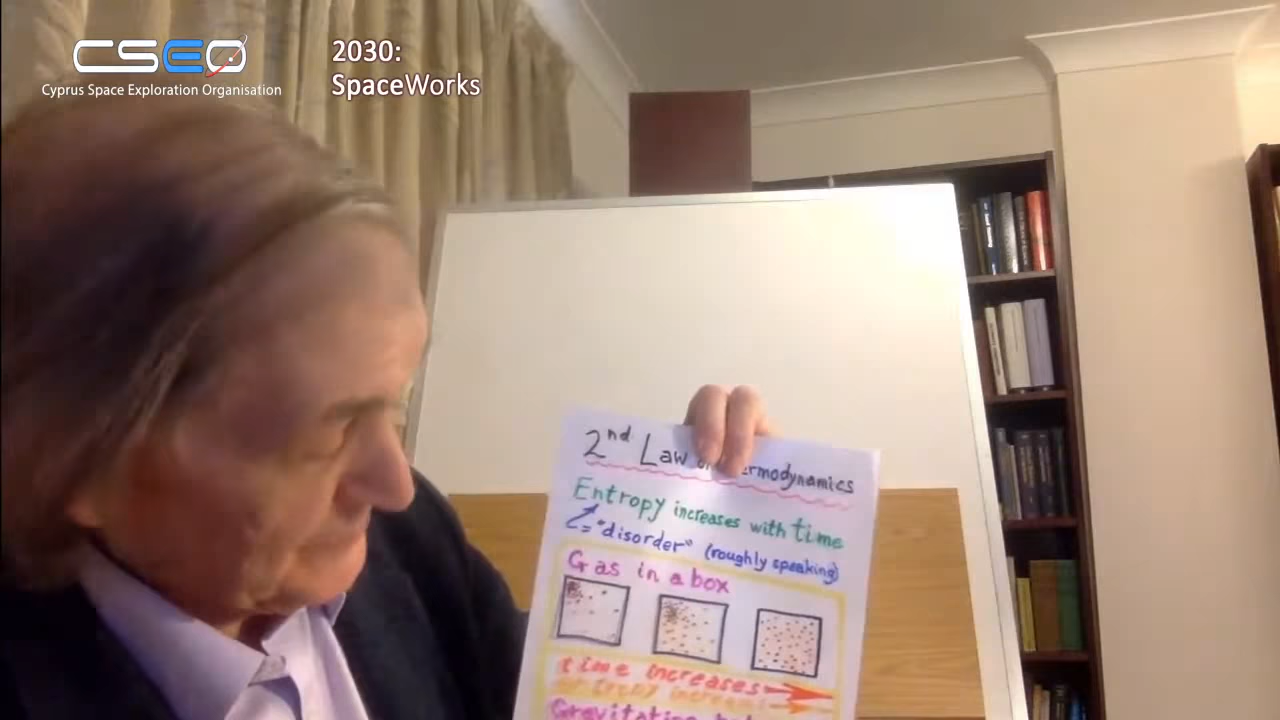 CSEO
Cyprus Space Exploration Organisation
2030:
SpaceWorks
2nd Law
Entropy increases with time
= "disorder" (roughly speaking)
Gas in a box
time increases